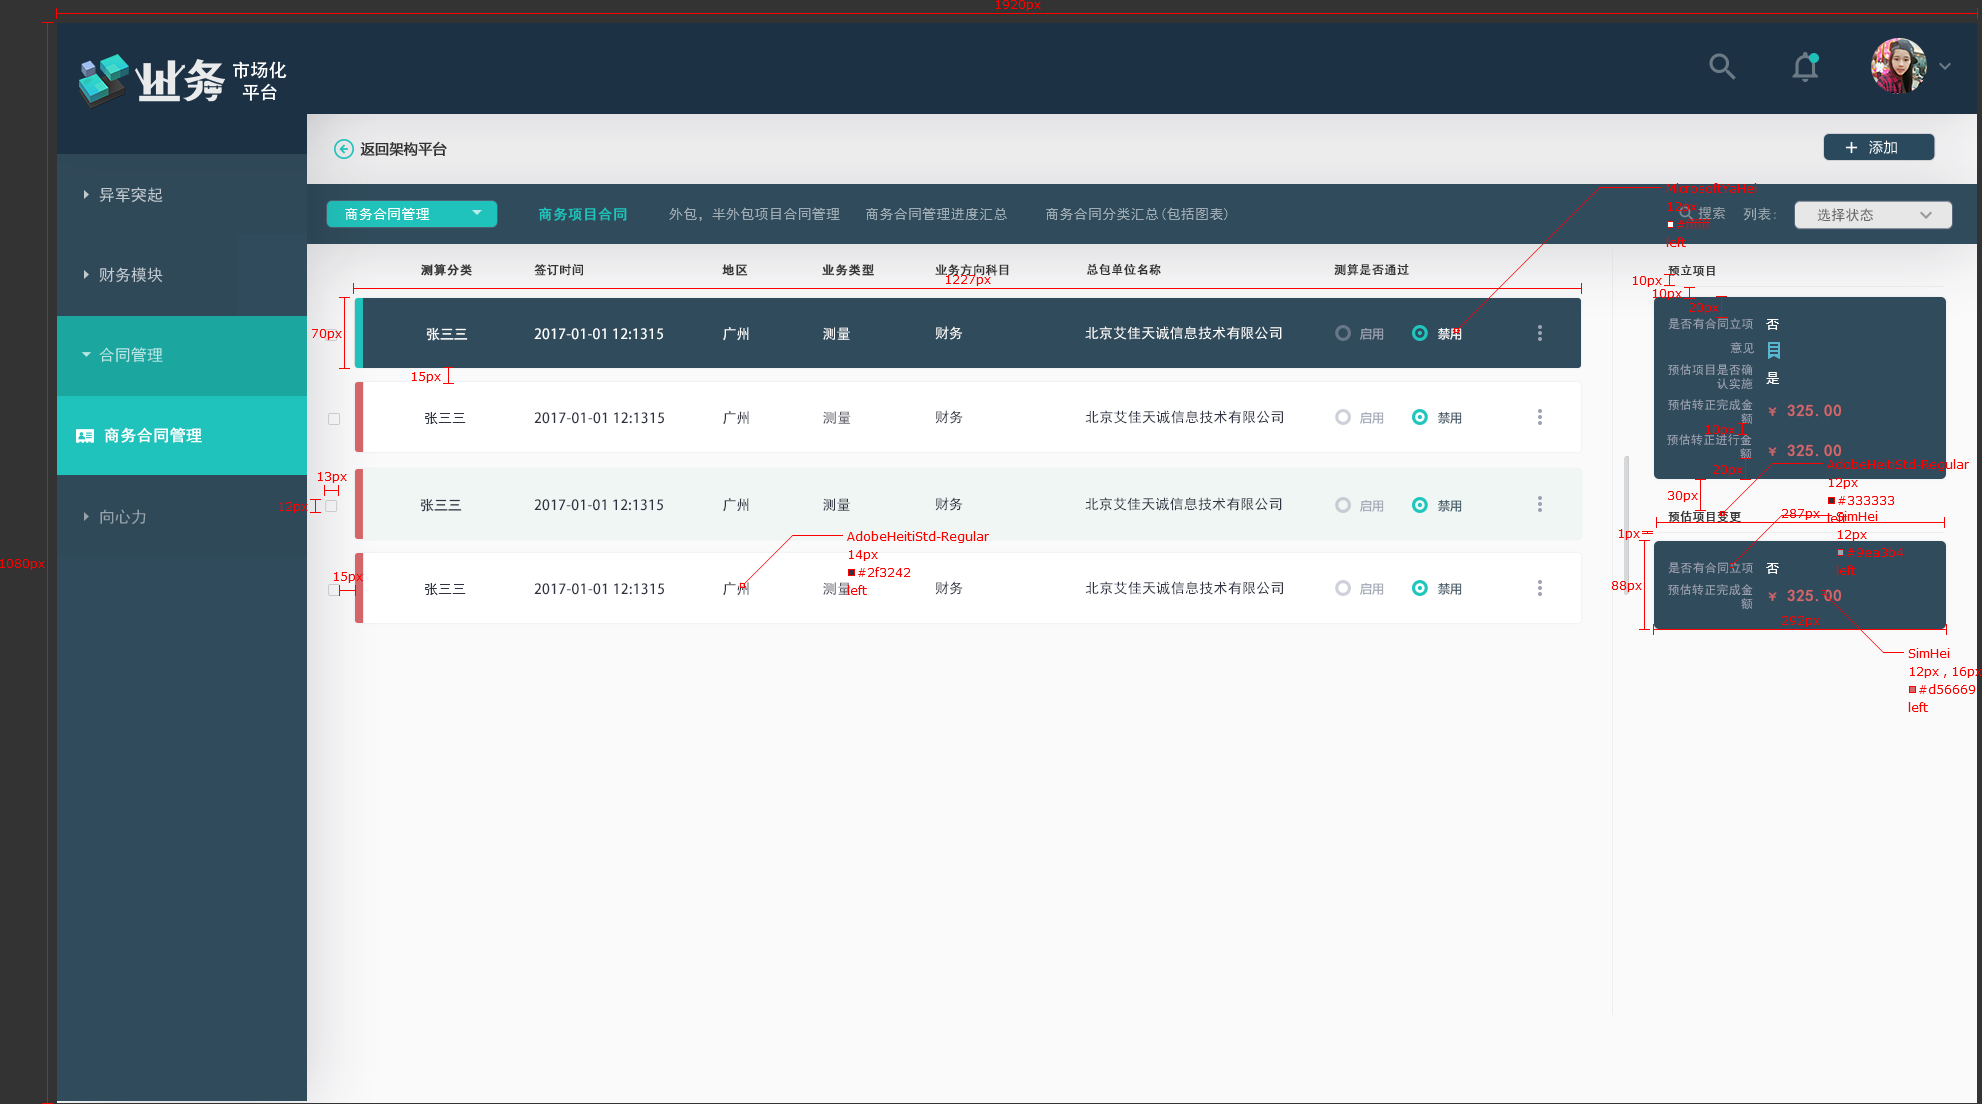 1920px
业务 市场化
平台
返回架构平台
添加
异军突起
财务模块
合同管理
商务合同管理
向心力
1080px
商务合同管理
商务项目合同
外包，半外包项目合同管理
商务合同管理进度汇总
商务合同分类汇总(包括图表)
MicrosoftYaHei
12px
left
搜索
列表：
选择状态
测算分类 签订时间 地区 业务类型 业务方向科目 总包单位名称 测算是否通过
1227px
70px
张三三 2017-01-01 12:1315 广州 测量 财务 北京艾佳天诚信息技术有限公司 启用 禁用
15px
张三三 2017-01-01 12:1315 广州 测量 财务 北京艾佳天诚信息技术有限公司 启用 禁用
13px
12px
张三三 2017-01-01 12:1315 广州 测量 财务 北京艾佳天诚信息技术有限公司 启用 禁用
AdobeHeitiStd-Regular
14px
#2f3242
left
15px
张三三 2017-01-01 12:1315 广州 测量 财务 北京艾佳天诚信息技术有限公司 启用 禁用
预立项目
10px
10px
20px
是否有合同立项 否
意见
预估项目是否确
认实施 是
预估转正完成金
额 ¥ 325.00
10px
预估转正进行金
额 ¥ 325.00
20px
30px
AdobeHeitiStd-Regular
12px
#333333
left
预估项目变更
287px
SimHei
12px
#9aa3b4
left
1px
88px
是否有合同立项 否
预估转正完成金
额 ¥ 325.00
292px
SimHei
12px , 16px
#d56669
left